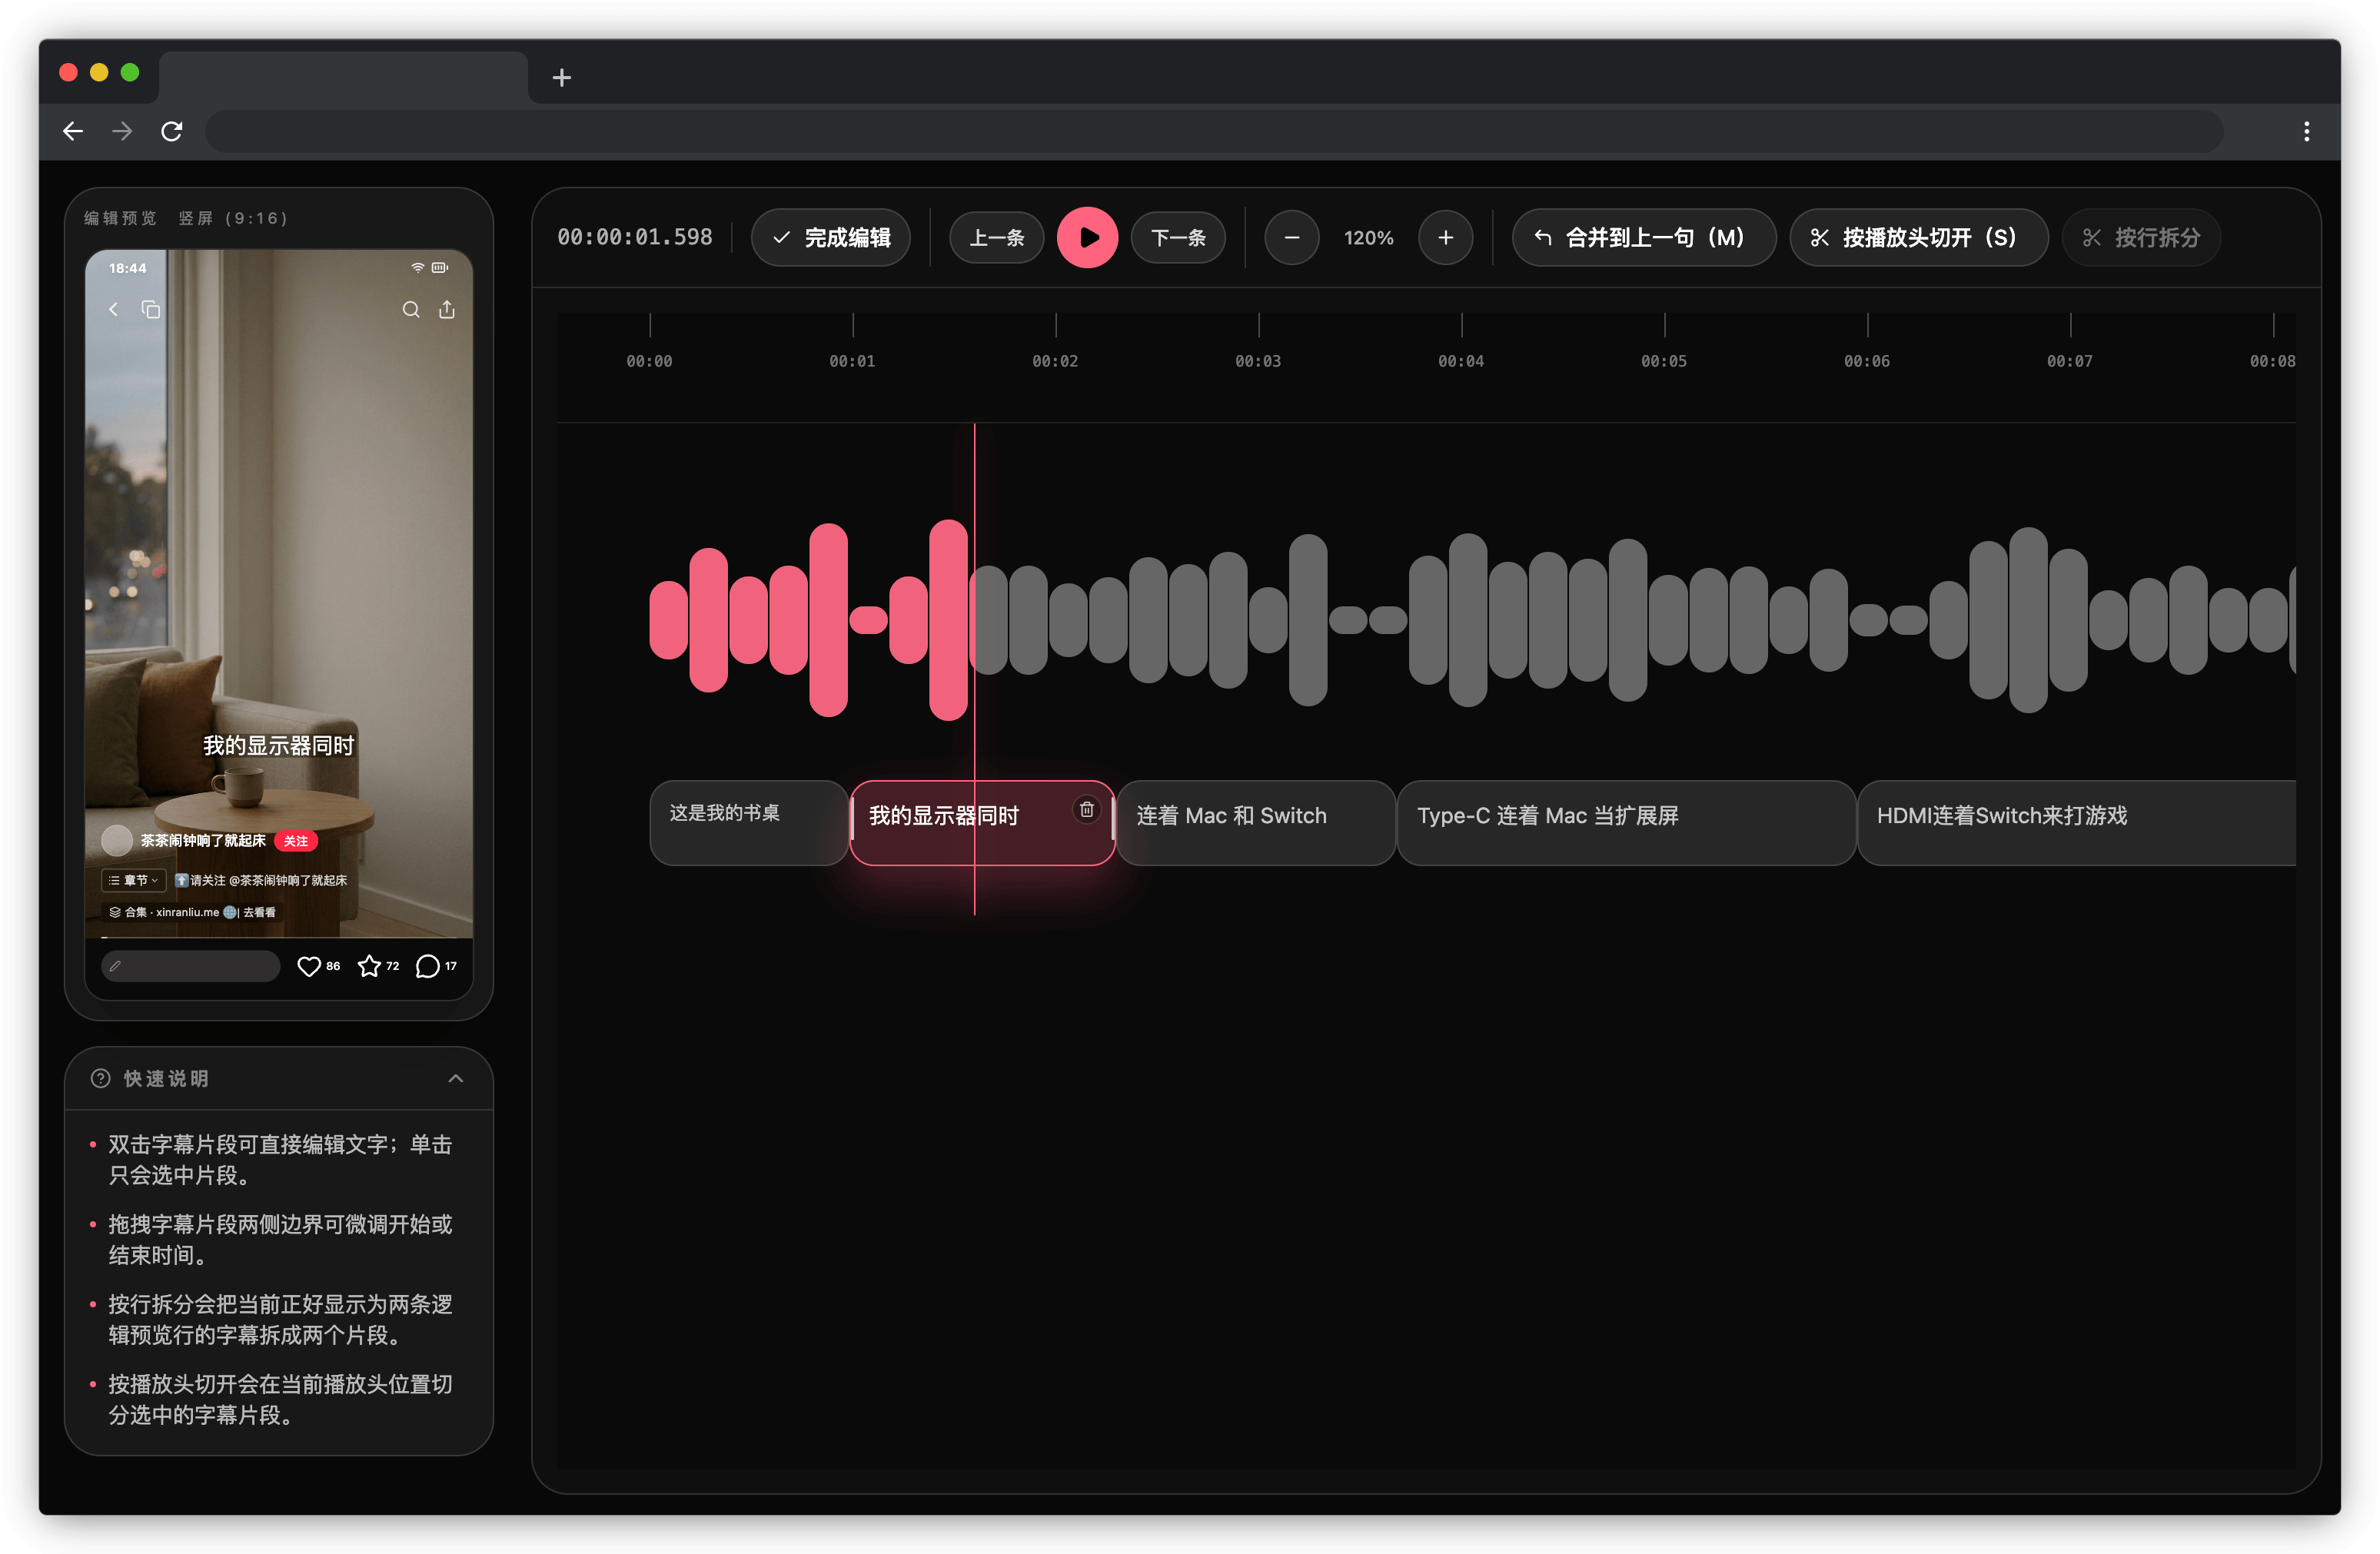 编辑预览 竖屏 (9:16)
18:44
我的显示器同时
茶茶闹钟响了就起床 关注
章节 ⬆️请关注 @茶茶闹钟响了就起床
合集 · xinranliu.me 🌐| 去看看
86 72 17
快速说明
双击字幕片段可直接编辑文字；单击
只会选中片段。
拖拽字幕片段两侧边界可微调开始或
结束时间。
按行拆分会把当前正好显示为两条逻
辑预览行的字幕拆成两个片段。
按播放头切开会在当前播放头位置切
分选中的字幕片段。
00:00:01.598 完成编辑 上一条 下一条 120% 合并到上一句（M） 按播放头切开（S） 按行拆分
00:00 00:01 00:02 00:03 00:04 00:05 00:06 00:07 00:08
这是我的书桌 我的显示器同时 连着 Mac 和 Switch Type-C 连着 Mac 当扩展屏 HDMI连着Switch来打游戏